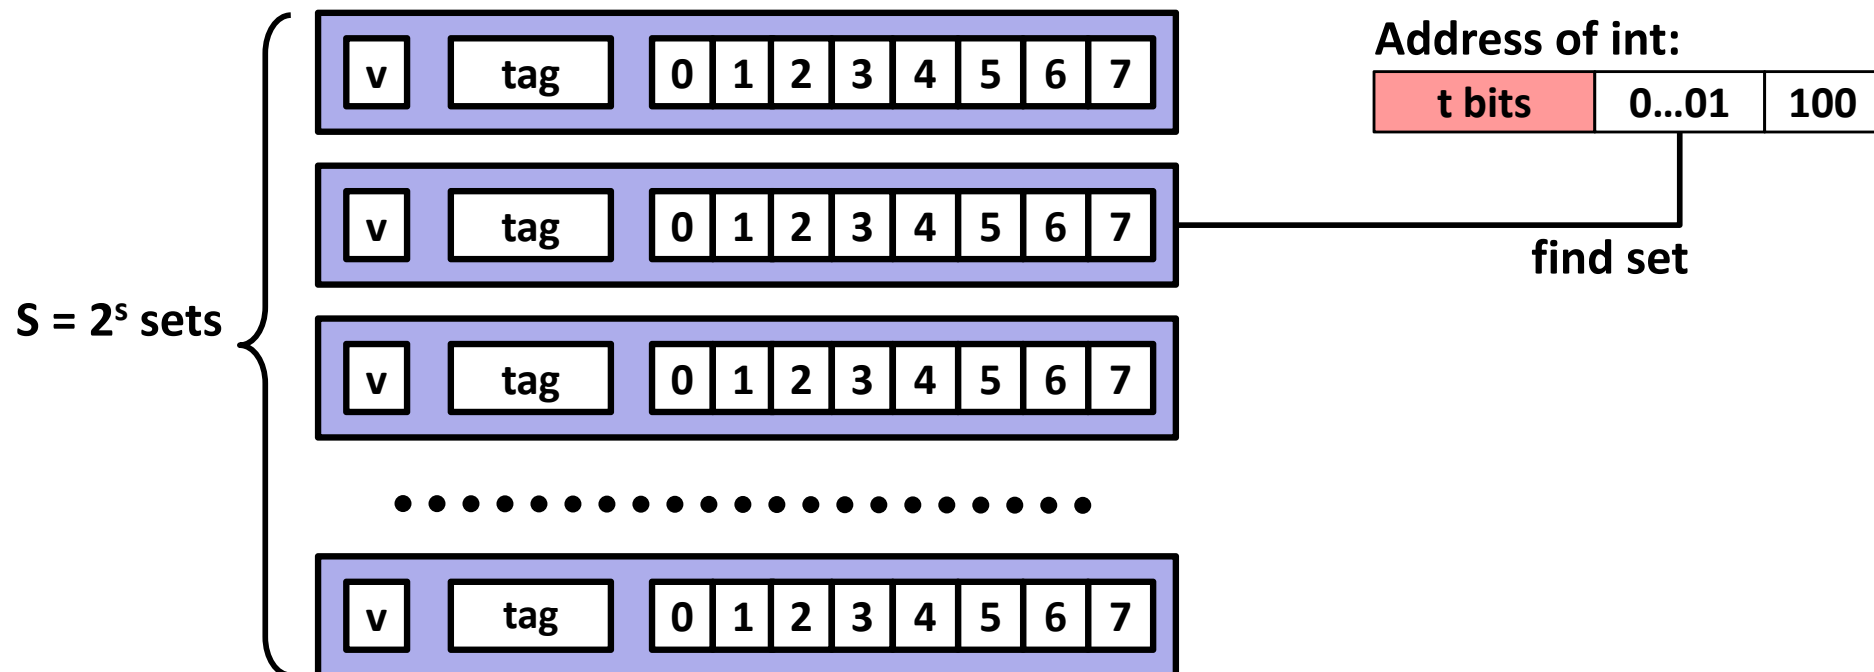 Address of int:
v tag 0 1 2 3 4 5 6 7
t bits 0...01 100
v tag 0 1 2 3 4 5 6 7
find set
S = 2ˢ sets
v tag 0 1 2 3 4 5 6 7
v tag 0 1 2 3 4 5 6 7